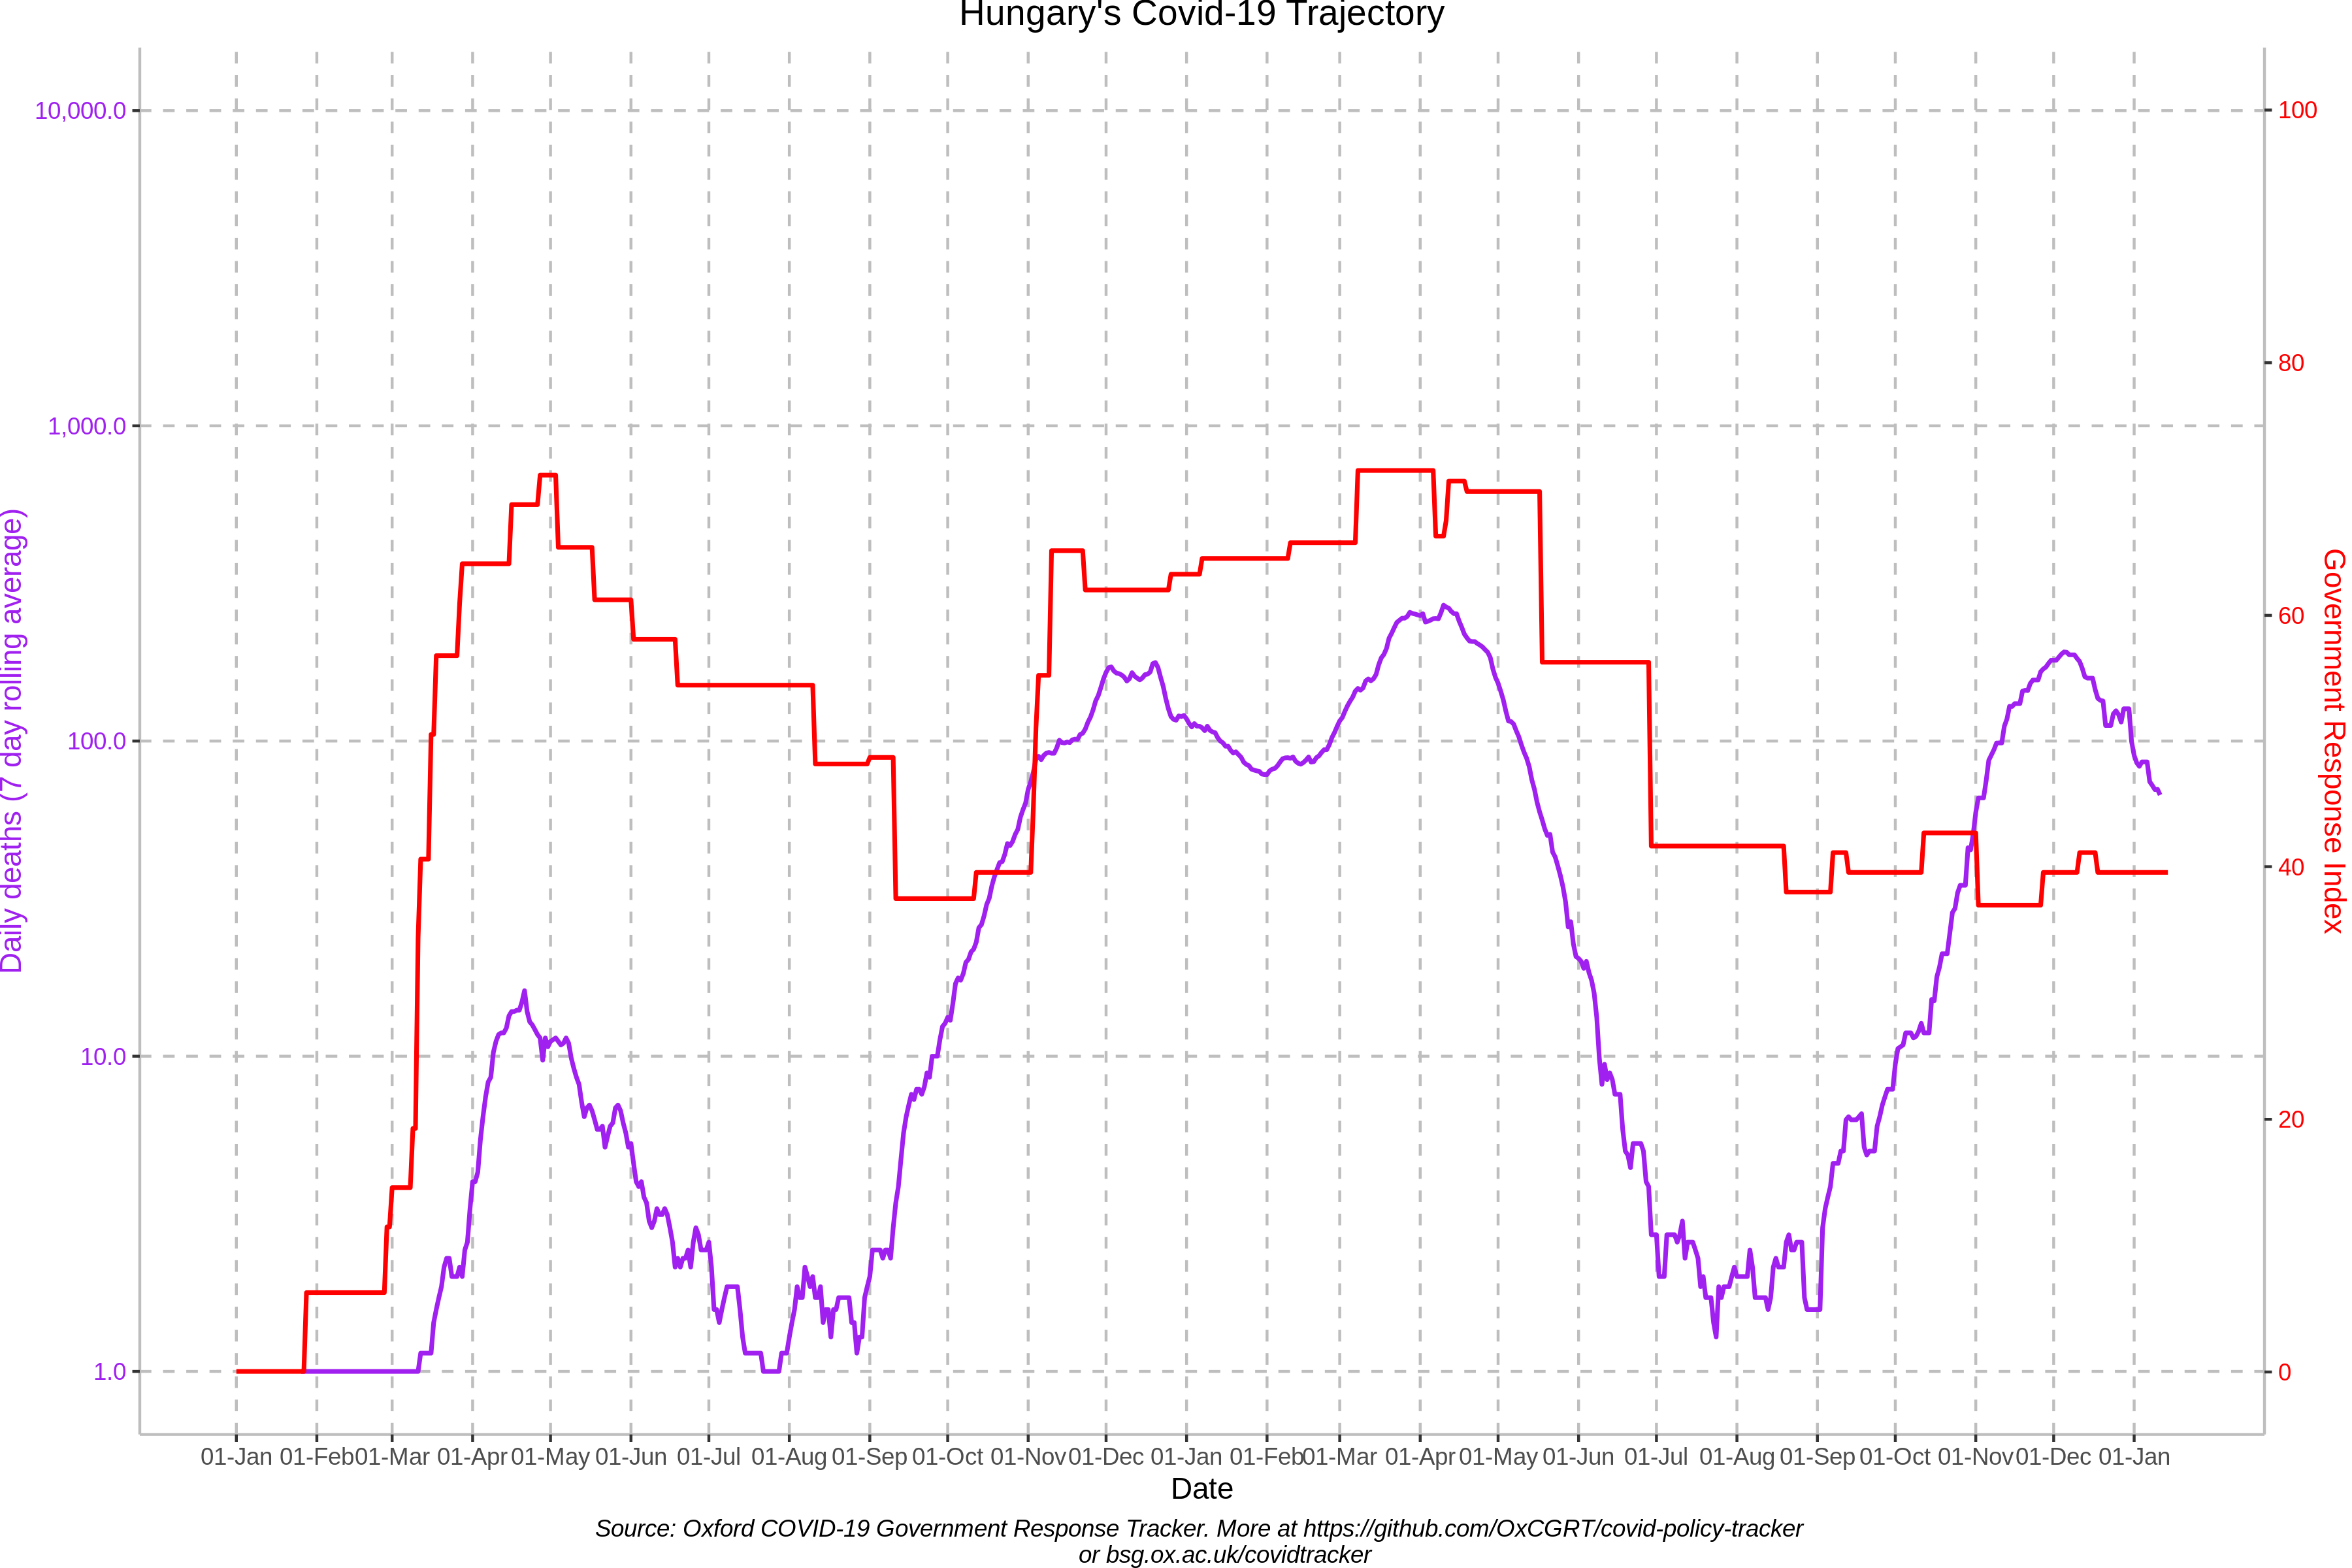 Hungary's Covid-19 Trajectory
10,000.0
1,000.0
100.0
10.0
1.0
Daily deaths (7 day rolling average)
100
80
60
40
20
0
Government Response Index
01-Jan 01-Feb 01-Mar 01-Apr 01-May 01-Jun 01-Jul 01-Aug 01-Sep 01-Oct 01-Nov 01-Dec 01-Jan 01-Feb 01-Mar 01-Apr 01-May 01-Jun 01-Jul 01-Aug 01-Sep 01-Oct 01-Nov 01-Dec 01-Jan
Date
Source: Oxford COVID-19 Government Response Tracker. More at https://github.com/OxCGRT/covid-policy-tracker
or bsg.ox.ac.uk/covidtracker